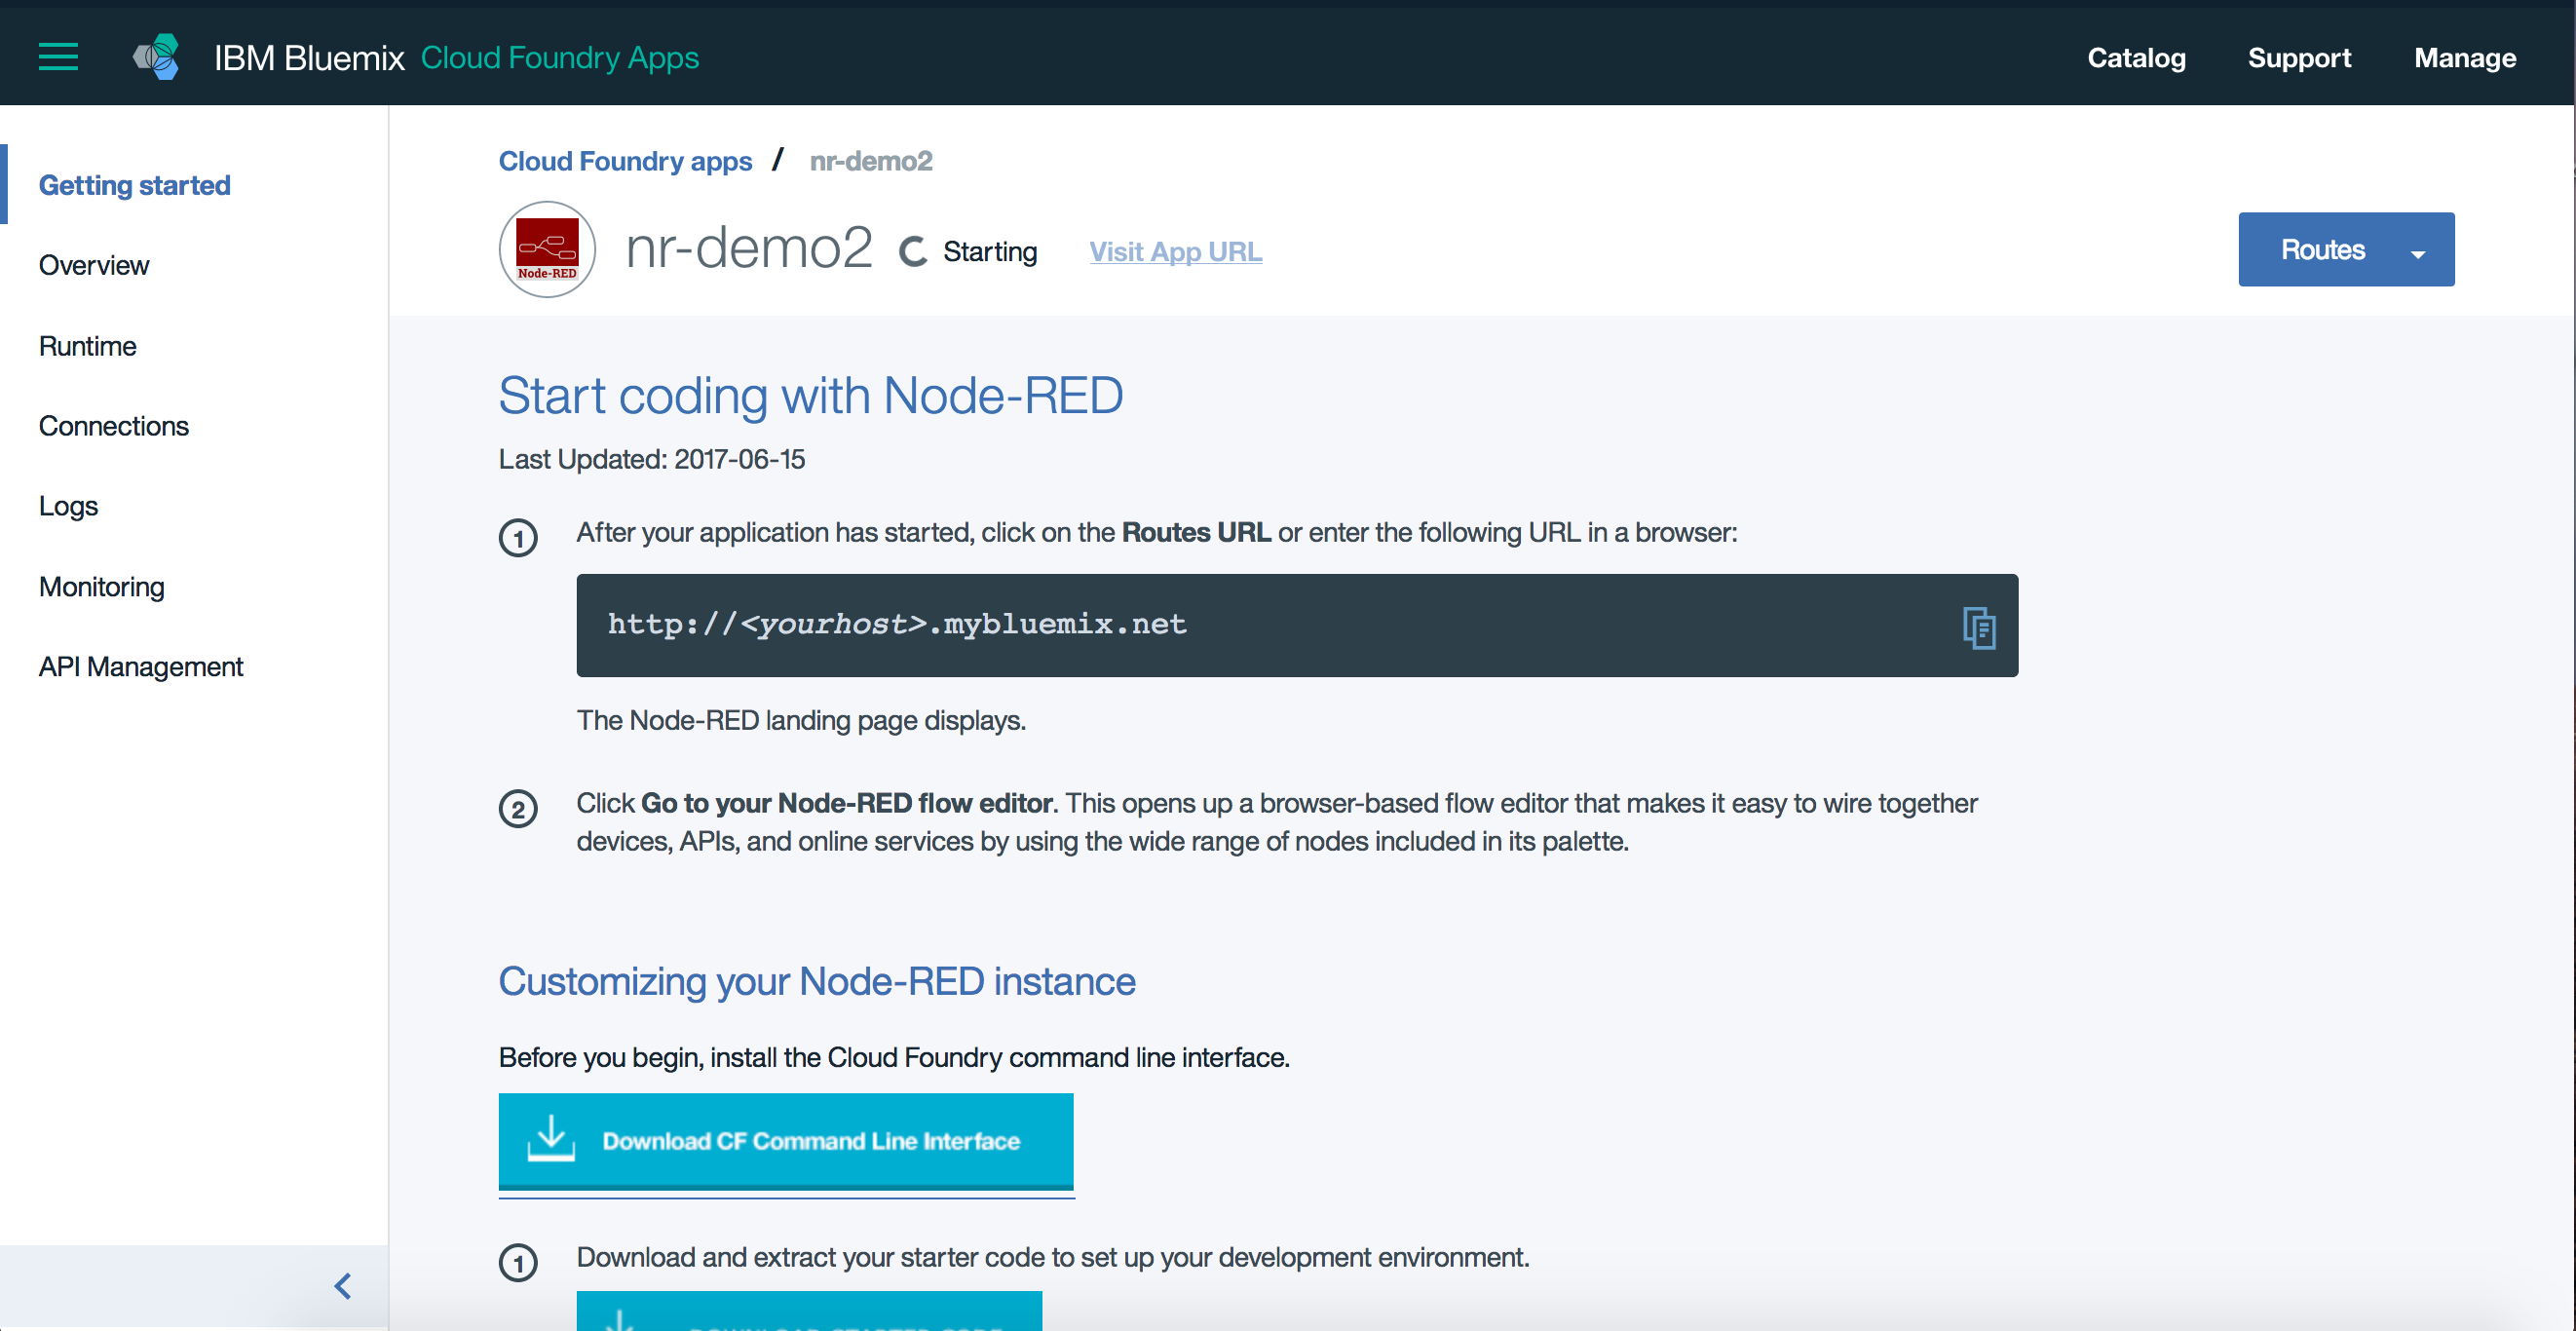 IBM Bluemix Cloud Foundry Apps
Catalog Support Manage
Getting started
Overview
Runtime
Connections
Logs
Monitoring
API Management
Cloud Foundry apps / nr-demo2
Node-RED
nr-demo2 Starting Visit App URL
Routes
Start coding with Node-RED
Last Updated: 2017-06-15
1 After your application has started, click on the Routes URL or enter the following URL in a browser:
http://<yourhost>.mybluemix.net
The Node-RED landing page displays.
2 Click Go to your Node-RED flow editor. This opens up a browser-based flow editor that makes it easy to wire together
devices, APIs, and online services by using the wide range of nodes included in its palette.
Customizing your Node-RED instance
Before you begin, install the Cloud Foundry command line interface.
Download CF Command Line Interface
1 Download and extract your starter code to set up your development environment.